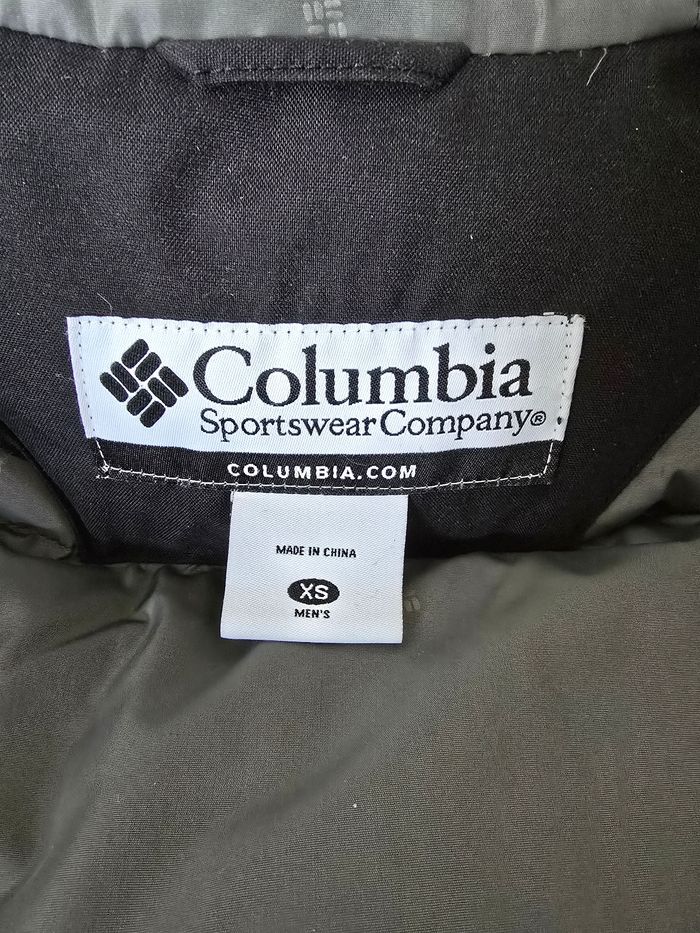 Columbia
Sportswear Company®
COLUMBIA.COM
MADE IN CHINA
XS
MEN'S